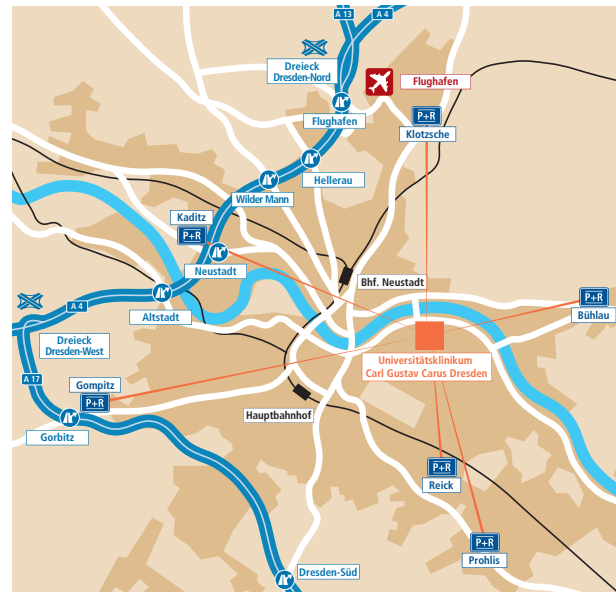 A 13
A 4
Dreieck
Dresden-Nord
Flughafen
P+R
Klotzsche
Flughafen
Hellerau
Wilder Mann
Kaditz
P+R
Neustadt
Bhf. Neustadt
Altstadt
A 4
Dreieck
Dresden-West
P+R
Bühlau
Universitätsklinikum
Carl Gustav Carus Dresden
A 17
Gompitz
P+R
Gorbitz
Hauptbahnhof
P+R
Reick
P+R
Prohlis
Dresden-Süd